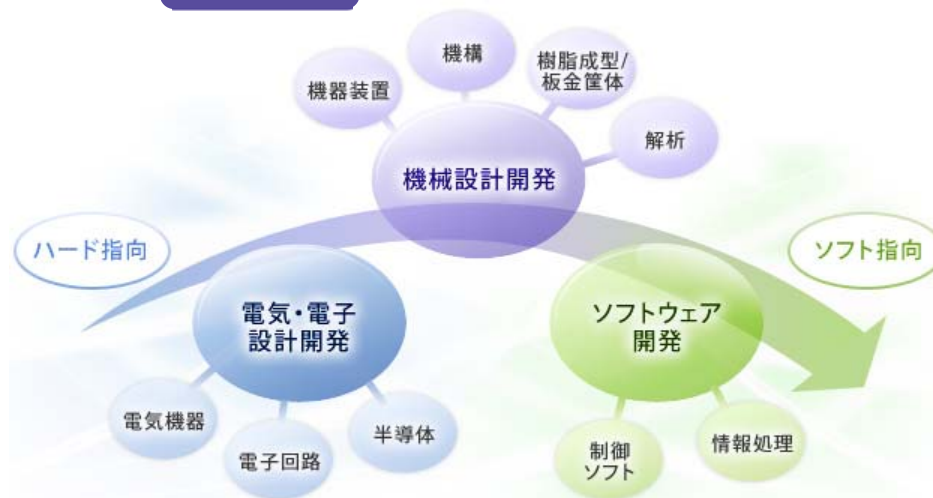 機構
樹脂成型/
板金筐体
機器装置
解析
機械設計開発
ハード指向
ソフト指向
電気・電子
設計開発
ソフトウェア
開発
電気機器
電子回路
半導体
制御
ソフト
情報処理